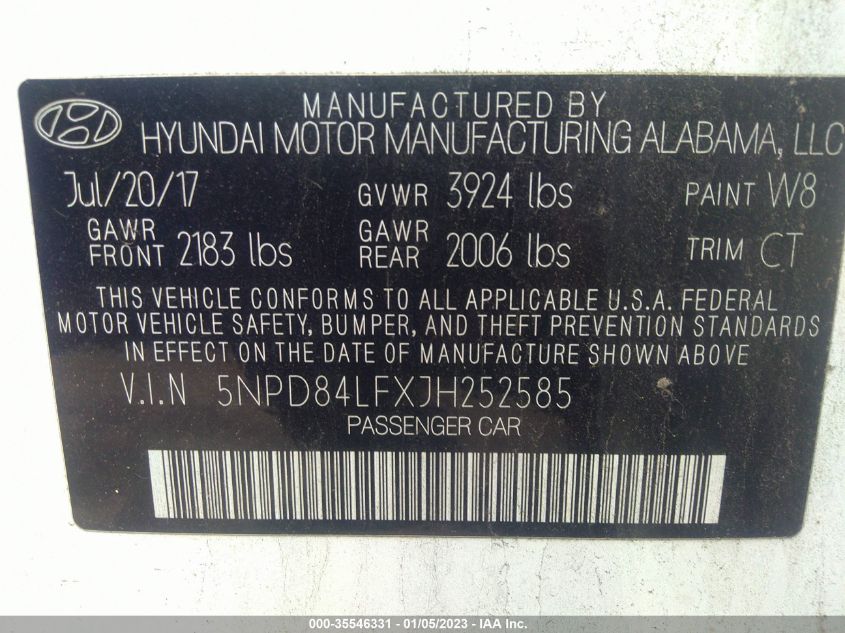 MANUFACTURED BY
HYUNDAI MOTOR MANUFACTURING ALABAMA, LLC
Jul/20/17 GVWR 3924 lbs PAINT W8
GAWR FRONT 2183 lbs GAWR REAR 2006 lbs TRIM CT
THIS VEHICLE CONFORMS TO ALL APPLICABLE U.S.A. FEDERAL
MOTOR VEHICLE SAFETY, BUMPER, AND THEFT PREVENTION STANDARDS
IN EFFECT ON THE DATE OF MANUFACTURE SHOWN ABOVE
V.I.N 5NPD84LFXJH252585
PASSENGER CAR
000-35546331 - 01/05/2023 - IAA Inc.